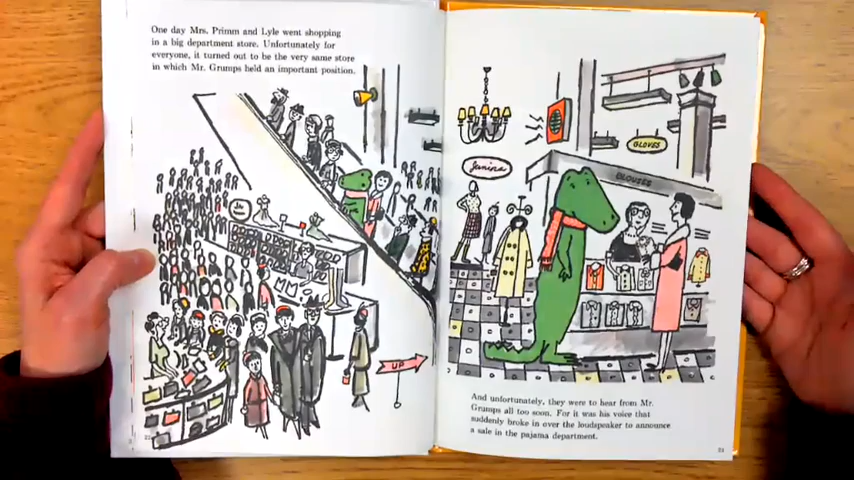 One day Mrs. Primm and Lyle went shopping
in a big department store. Unfortunately for
everyone, it turned out to be the very same store
in which Mr. Grumps held an important position.
UP
GLOVES
Janina
BLOUSES
And unfortunately, they were to hear from Mr.
Grumps all too soon. For it was his voice that
suddenly broke in over the loudspeaker to announce
a sale in the pajama department.